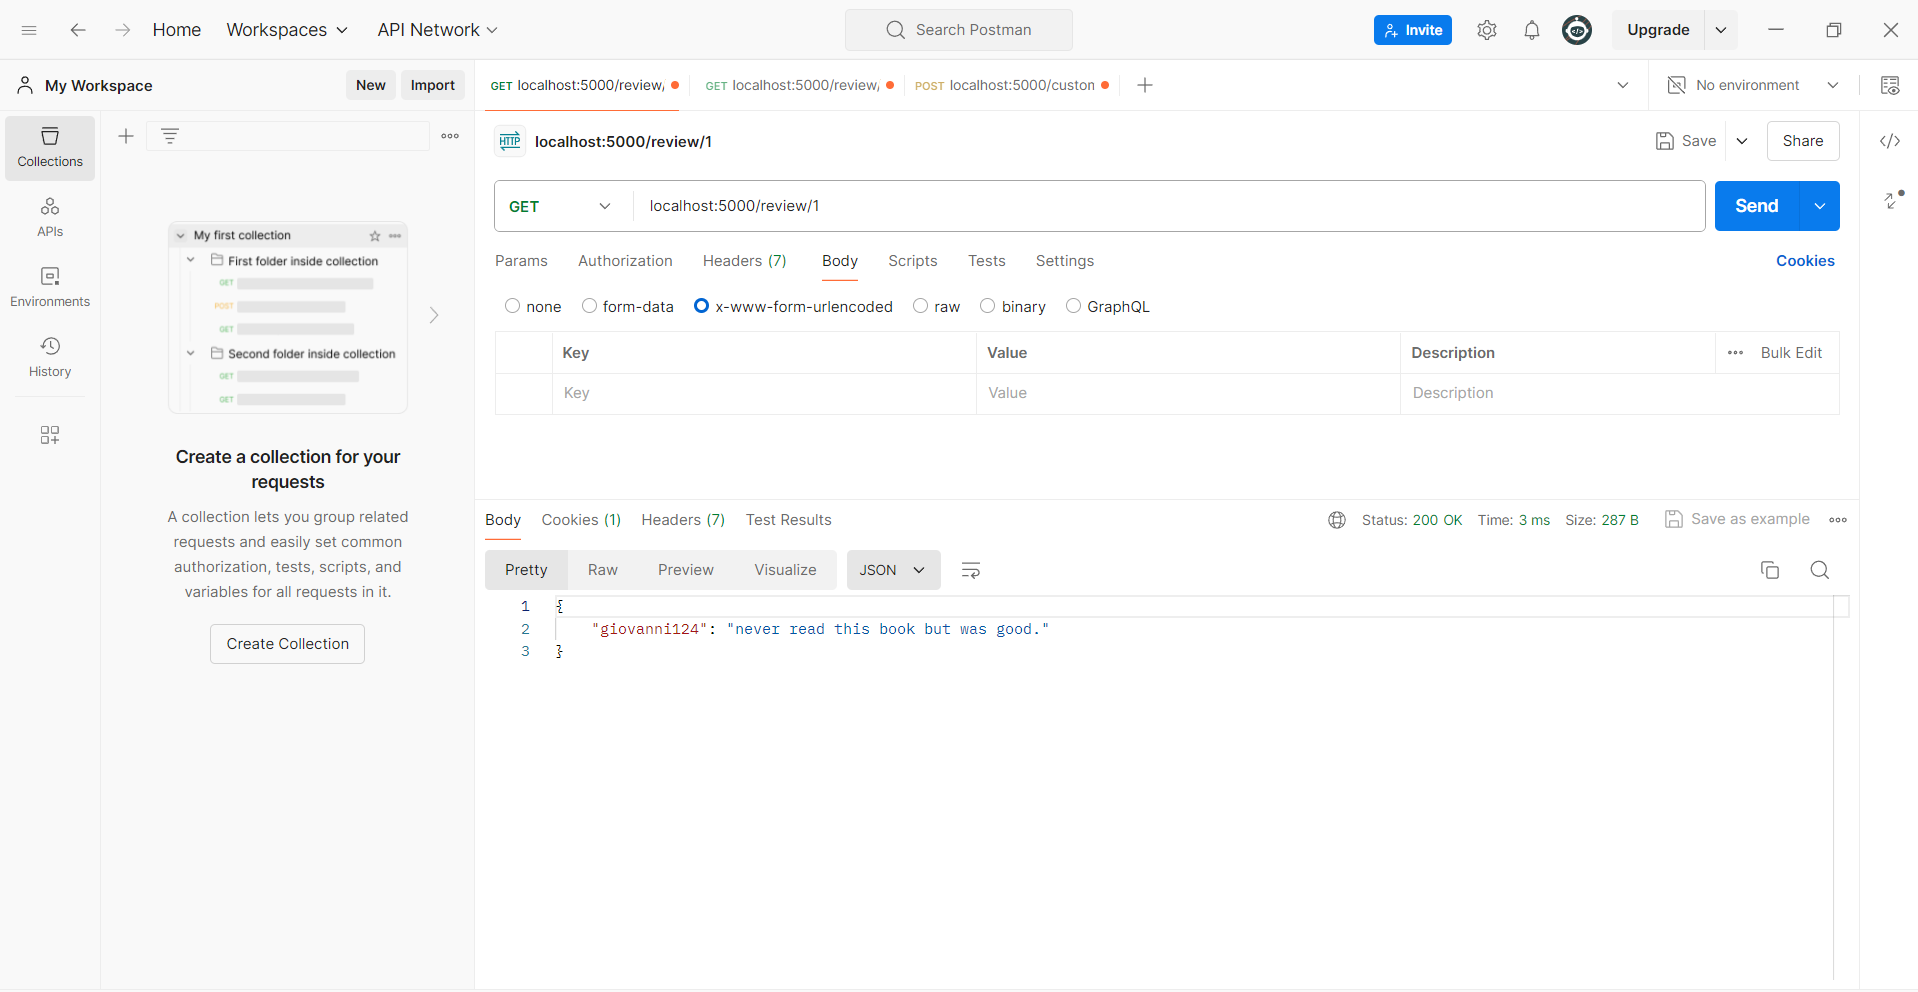 Home Workspaces API Network Search Postman Invite Upgrade
My Workspace New Import
GET localhost:5000/review/ GET localhost:5000/review/ POST localhost:5000/custon No environment
Collections
APIs
Environments
History
My first collection
First folder inside collection
GET
POST
GET
Second folder inside collection
GET
GET
Create a collection for your
requests
A collection lets you group related
requests and easily set common
authorization, tests, scripts, and
variables for all requests in it.
Create Collection
HTTP localhost:5000/review/1 Save Share
GET localhost:5000/review/1 Send
Params Authorization Headers (7) Body Scripts Tests Settings Cookies
none form-data x-www-form-urlencoded raw binary GraphQL
Key Value Description Bulk Edit
Key Value Description
Body Cookies (1) Headers (7) Test Results Status: 200 OK Time: 3 ms Size: 287 B Save as example
Pretty Raw Preview Visualize JSON
1 {
2 "giovanni124": "never read this book but was good."
3 }